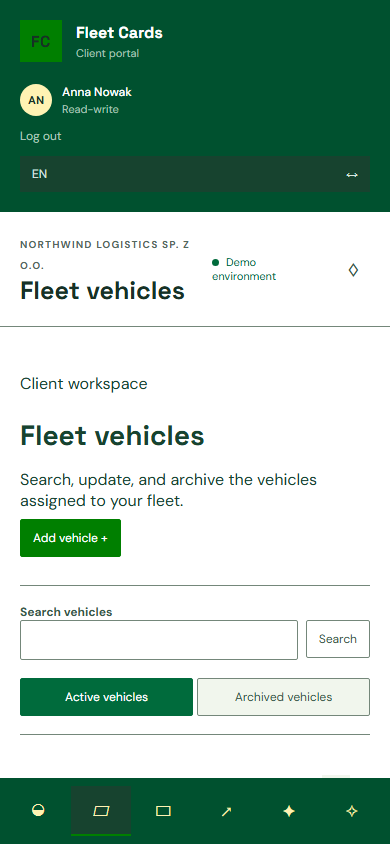 FC
Fleet Cards
Client portal
AN
Anna Nowak
Read-write
Log out
EN
NORTHWIND LOGISTICS SP. Z
O.O.
Fleet vehicles
Demo
environment
Client workspace
Fleet vehicles
Search, update, and archive the vehicles
assigned to your fleet.
Add vehicle +
Search vehicles
Search
Active vehicles
Archived vehicles